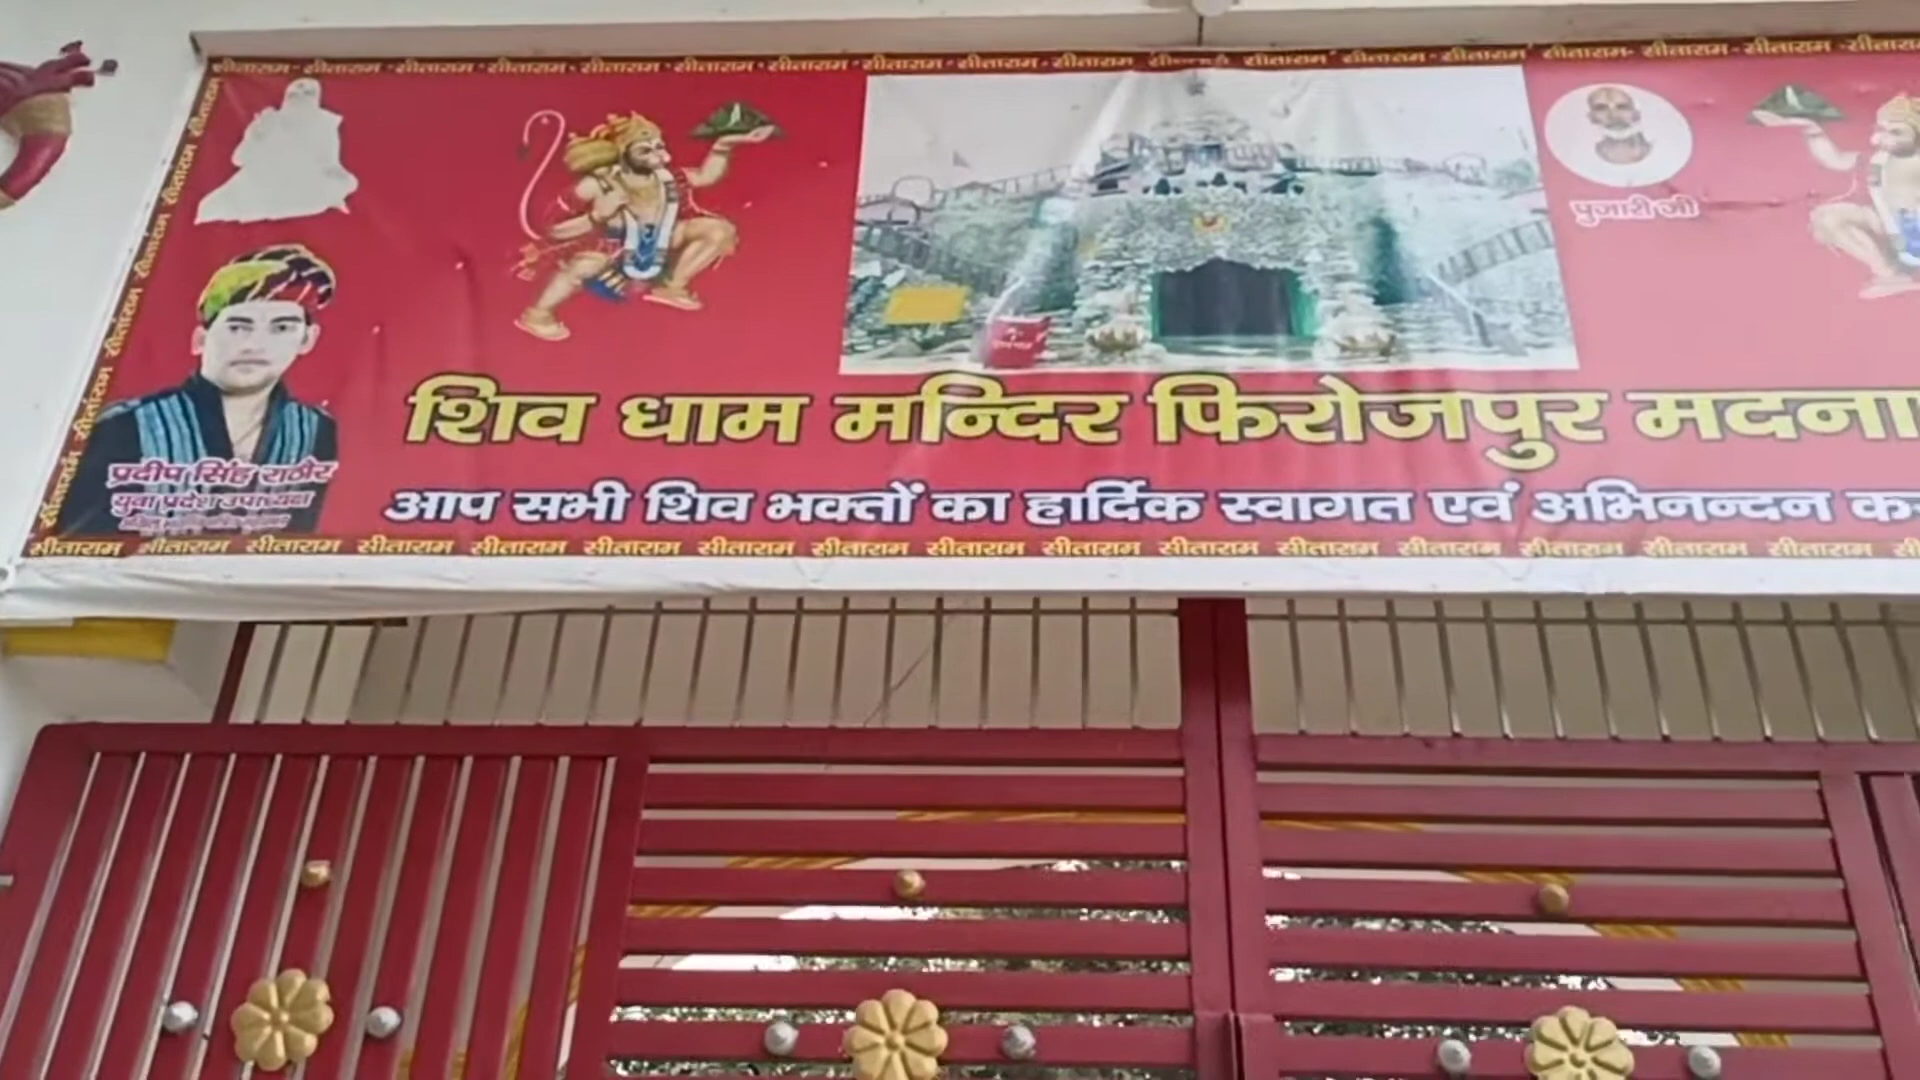 सीताराम सीताराम सीताराम सीताराम सीताराम सीताराम सीताराम सीताराम सीताराम सीताराम सीताराम सीताराम सीताराम सीताराम सीताराम
पुजारी जी
शिव धाम मन्दिर फिरोजपुर मदना
प्रदीप सिंह राठौर
युवा प्रदेश उपाध्यक्ष
आप सभी शिव भक्तों का हार्दिक स्वागत एवं अभिनन्दन
सीताराम सीताराम सीताराम सीताराम सीताराम सीताराम सीताराम सीताराम सीताराम सीताराम सीताराम सीताराम सीताराम सीताराम सीताराम सीताराम